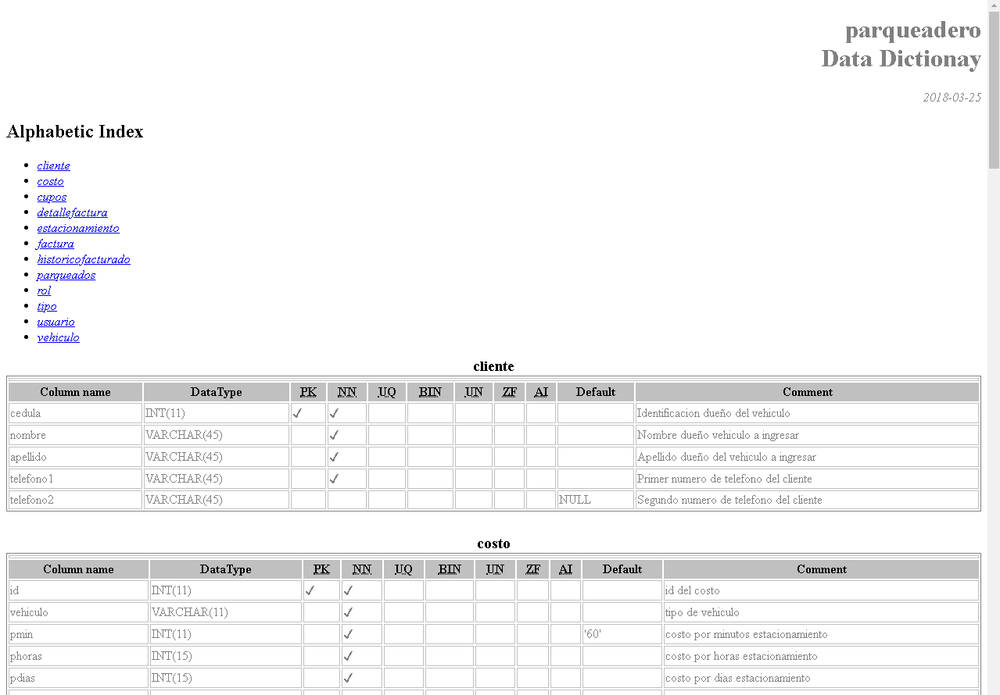 parqueadero
Data Dictionay
2018-03-25
Alphabetic Index
• cliente
• costo
• cupos
• detallefactura
• estacionamiento
• factura
• historicofacturado
• parqueados
• rol
• tipo
• usuario
• vehiculo
cliente
Column name DataType PK NN UQ BIN UN ZF AI Default Comment
cedula INT(11) ✓ ✓ Identificacion dueño del vehiculo
nombre VARCHAR(45) ✓ Nombre dueño vehiculo a ingresar
apellido VARCHAR(45) ✓ Apellido dueño del vehiculo a ingresar
telefono1 VARCHAR(45) ✓ Primer numero de telefono del cliente
telefono2 VARCHAR(45) NULL Segundo numero de telefono del cliente
costo
Column name DataType PK NN UQ BIN UN ZF AI Default Comment
id INT(11) ✓ ✓ id del costo
vehiculo VARCHAR(11) ✓ tipo de vehiculo
pmin INT(11) ✓ '60' costo por minutos estacionamiento
phoras INT(15) ✓ costo por horas estacionamiento
pdias INT(15) ✓ costo por dias estacionamiento